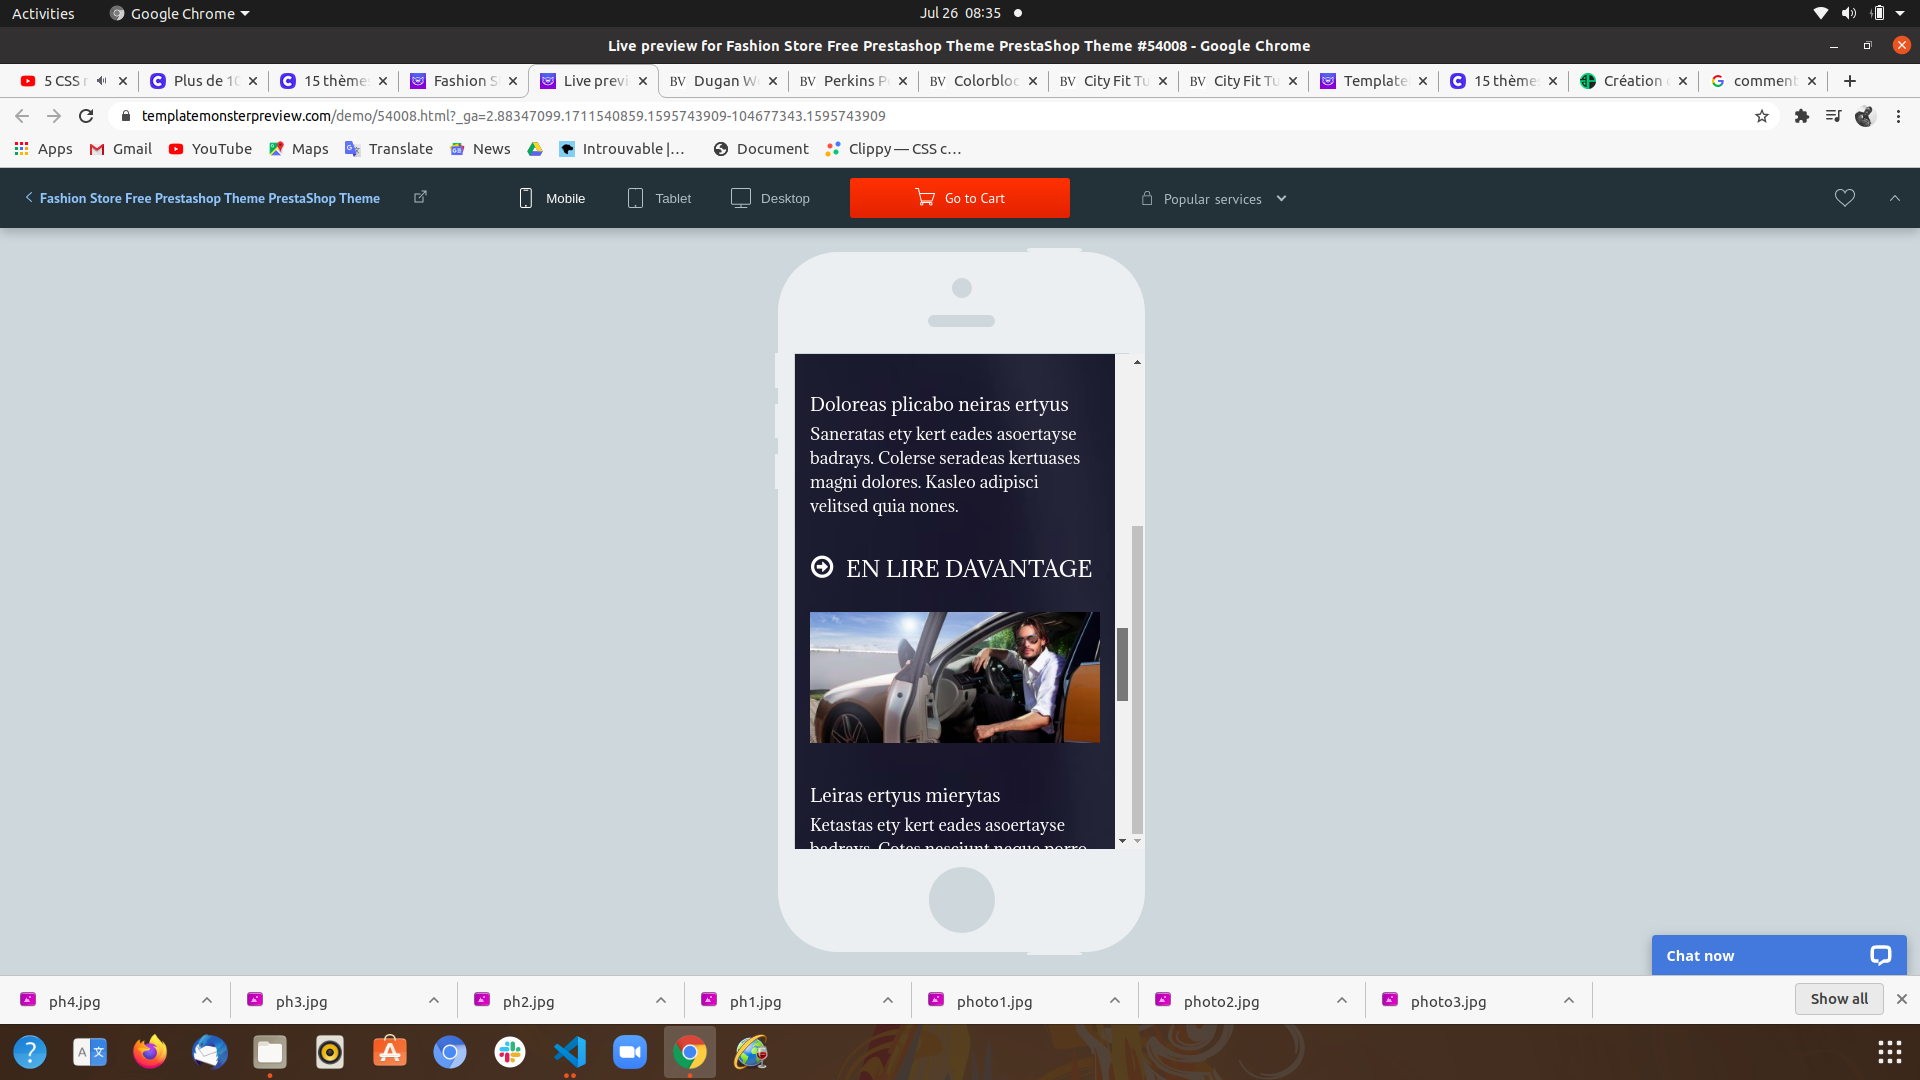 Activities
Google Chrome
Jul 26 08:35
Live preview for Fashion Store Free Prestashop Theme PrestaShop Theme #54008 - Google Chrome
5 CSS
Plus de 10
15 thème
Fashion S
Live previ
BV Dugan W
BV Perkins P
BV Colorbloc
BV City Fit Tu
BV City Fit Tu
Template
15 thème
Création
comment
templatemonsterpreview.com/demo/54008.html?_ga=2.88347099.1711540859.1595743909-104677343.1595743909
Apps
Gmail
YouTube
Maps
Translate
News
Introuvable |...
Document
Clippy — CSS c...
Fashion Store Free Prestashop Theme PrestaShop Theme
Mobile
Tablet
Desktop
Go to Cart
Popular services
Doloreas plicabo neiras ertyus
Saneratas ety kert eades asoertayse
badrays. Colerse seradeas kertuases
magni dolores. Kasleo adipisci
velitsed quia nones.
EN LIRE DAVANTAGE
Leiras ertyus mierytas
Ketastas ety kert eades asoertayse
badrays. Cotes nesciunt neque porro
Chat now
ph4.jpg
ph3.jpg
ph2.jpg
ph1.jpg
photo1.jpg
photo2.jpg
photo3.jpg
Show all